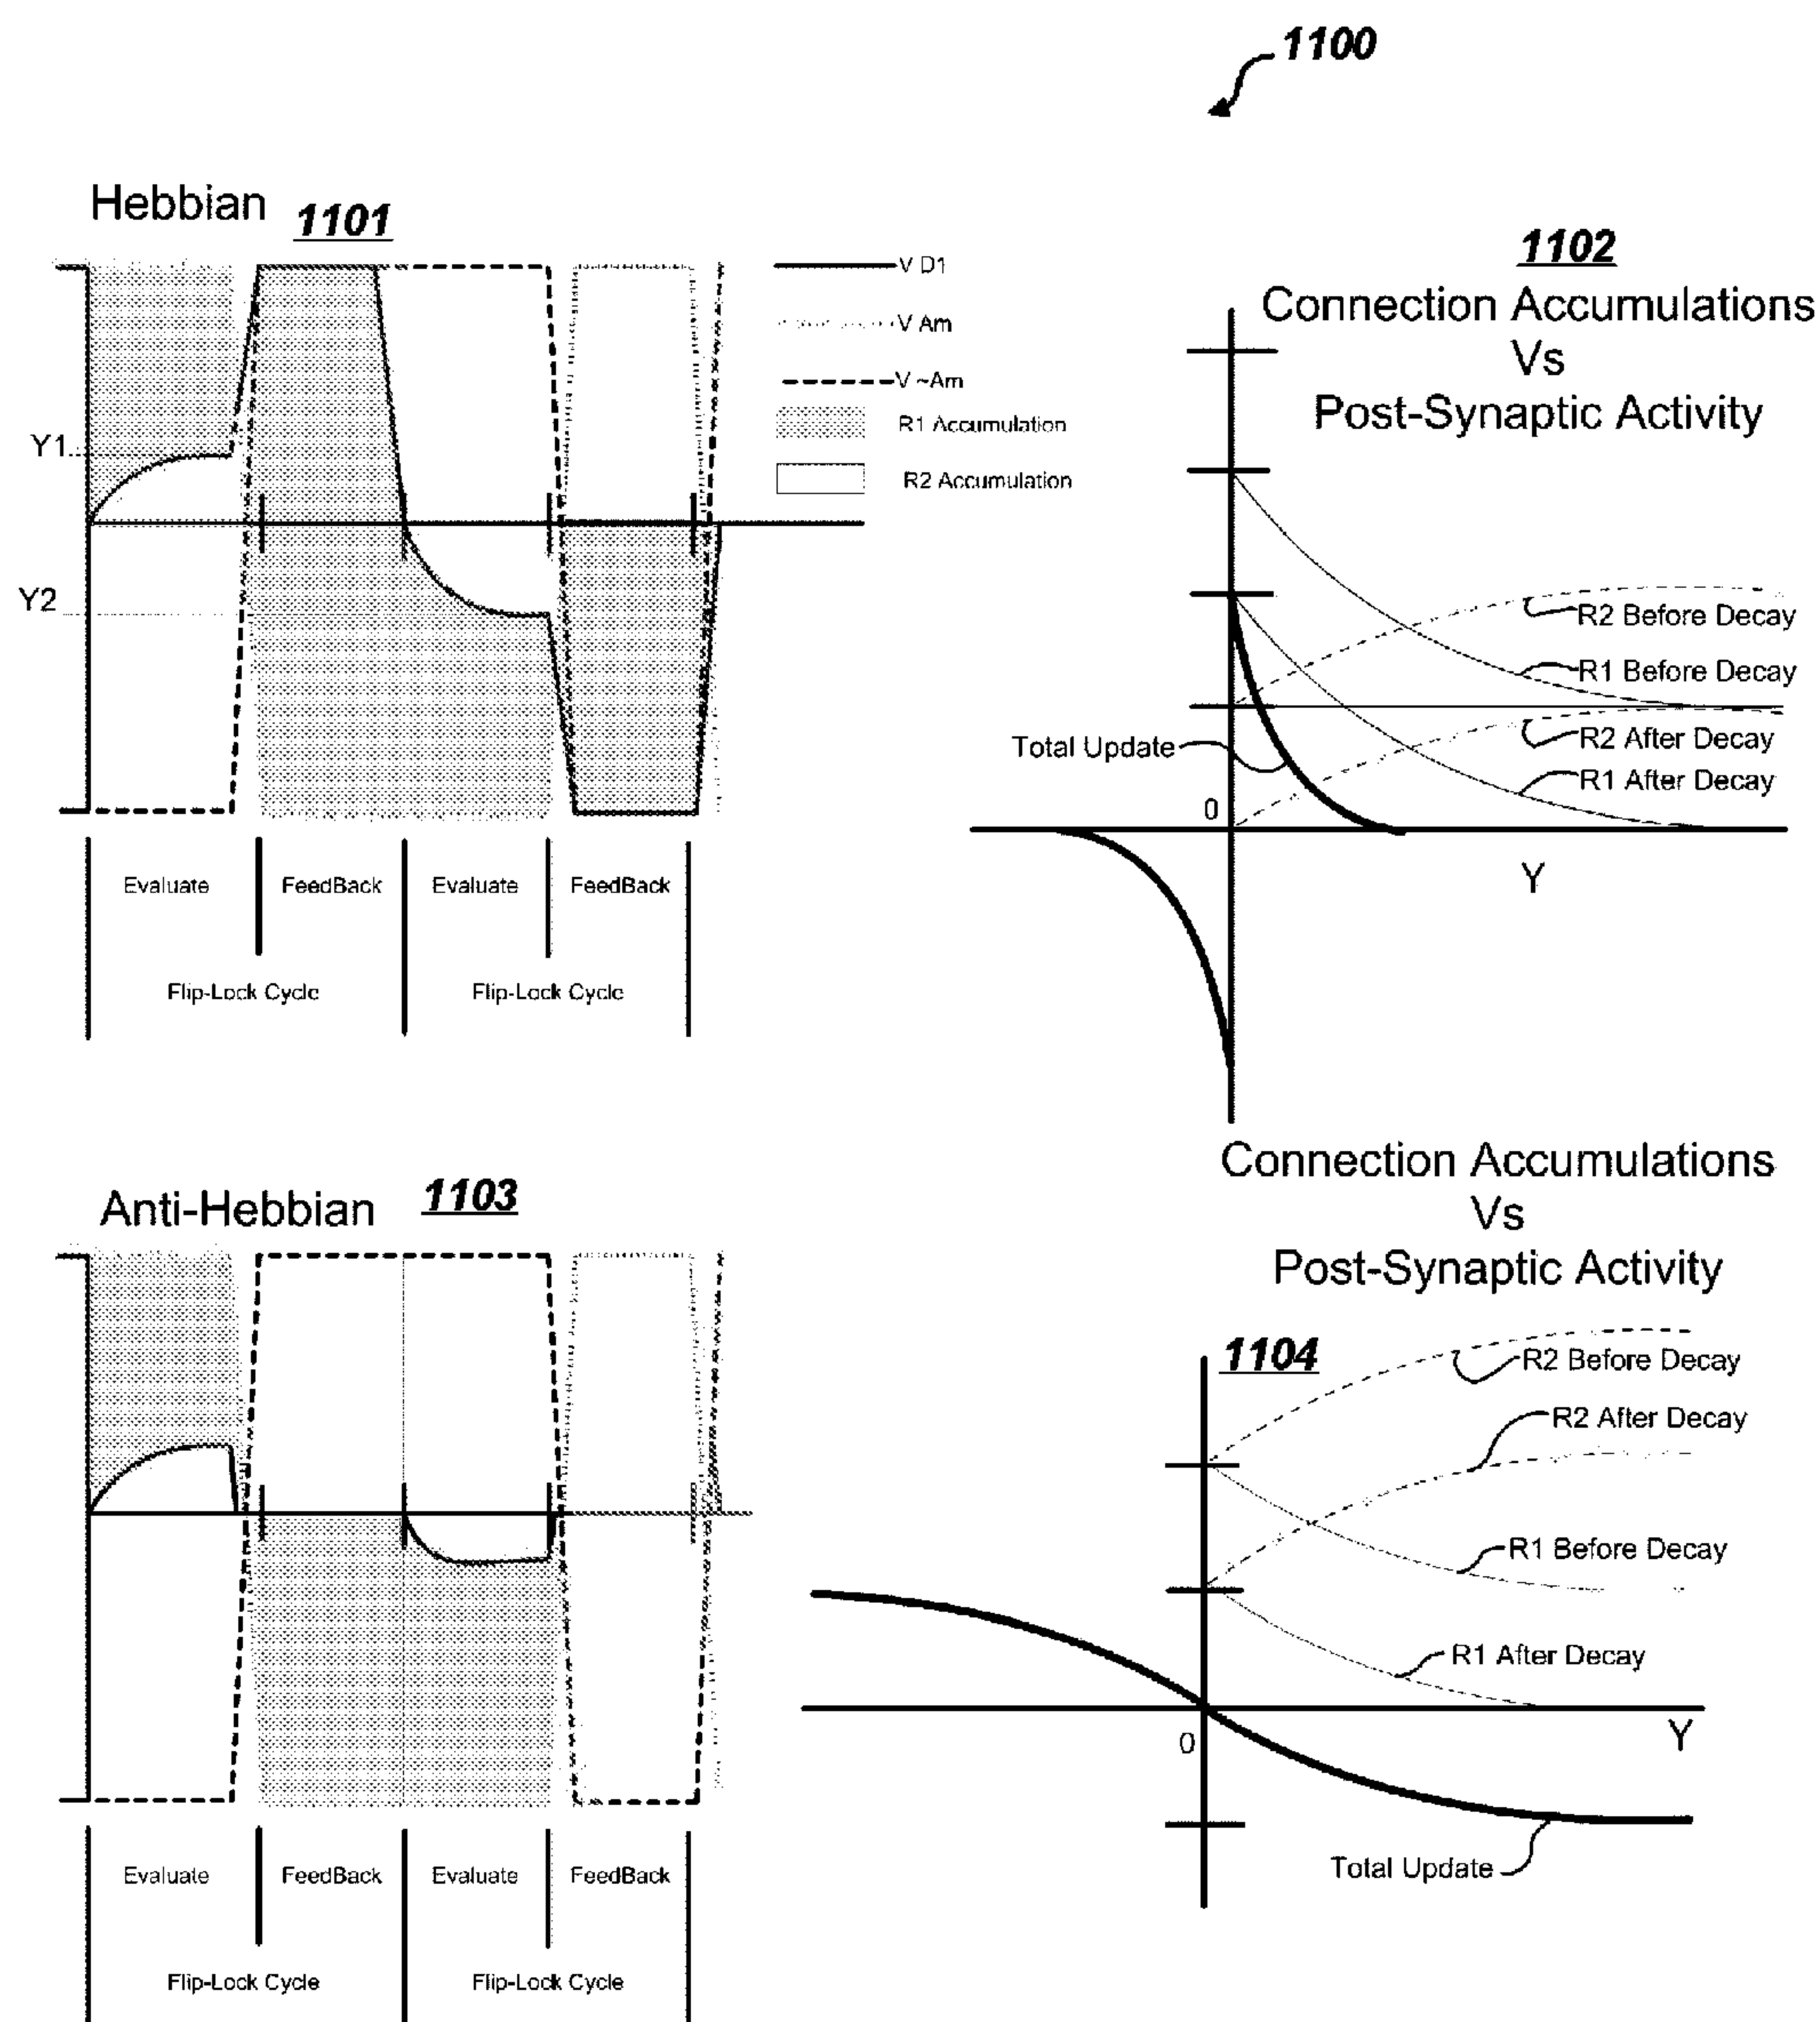 1100
Hebbian 1101
V D1
V Am
V ~Am
R1 Accumulation
R2 Accumulation
Y1
Y2
Evaluate
FeedBack
Evaluate
FeedBack
Flip-Lock Cycle
Flip-Lock Cycle
1102
Connection Accumulations
Vs
Post-Synaptic Activity
R2 Before Decay
R1 Before Decay
R2 After Decay
R1 After Decay
Total Update
0
Y
Anti-Hebbian 1103
Evaluate
FeedBack
Evaluate
FeedBack
Flip-Lock Cycle
Flip-Lock Cycle
Connection Accumulations
Vs
Post-Synaptic Activity
1104
R2 Before Decay
R2 After Decay
R1 Before Decay
R1 After Decay
Y
0
Total Update